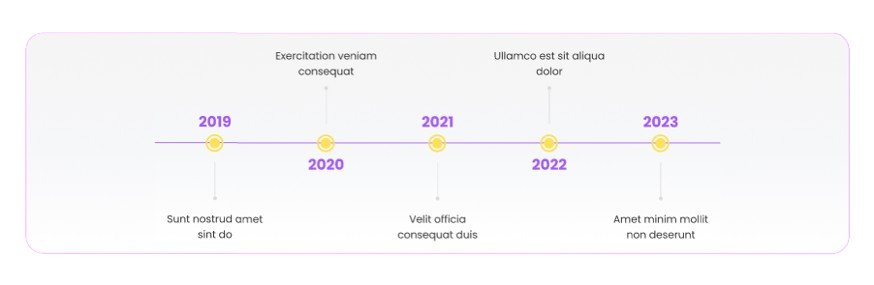 Exercitation veniam
consequat
Ullamco est sit aliqua
dolor
2019
2021
2023
2020
2022
Sunt nostrud amet
sint do
Velit officia
consequat duis
Amet minim mollit
non deserunt